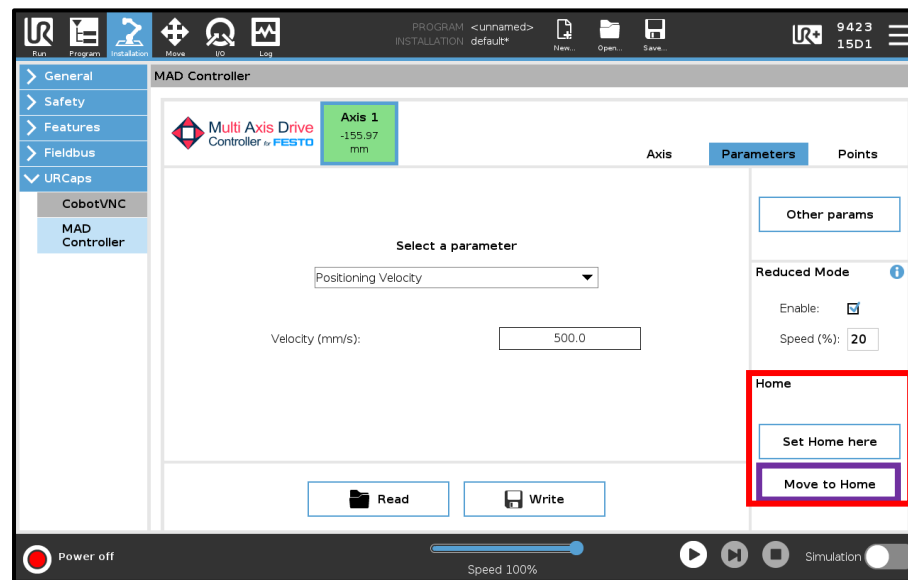 PROGRAM <unnamed>
INSTALLATION default*
Run
Program
Installation
Move
I/O
Log
New...
Open...
Save...
UR
UR+
9423
15D1
General
Safety
Features
Fieldbus
URCaps
CobotVNC
MAD
Controller
MAD Controller
Multi Axis Drive
Controller for FESTO
Axis 1
-155.97
mm
Axis
Parameters
Points
Select a parameter
Positioning Velocity
Velocity (mm/s):
500.0
Other params
Reduced Mode
i
Enable:
Speed (%): 20
Home
Set Home here
Move to Home
Read
Write
Power off
Speed 100%
Simulation